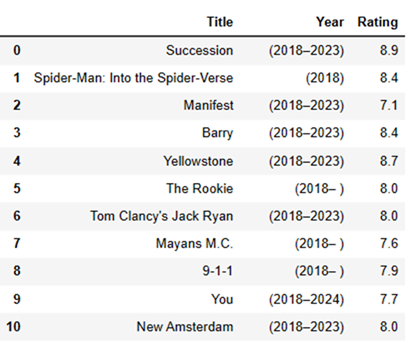 Title Year Rating
0 Succession (2018–2023) 8.9
1 Spider-Man: Into the Spider-Verse (2018) 8.4
2 Manifest (2018–2023) 7.1
3 Barry (2018–2023) 8.4
4 Yellowstone (2018–2023) 8.7
5 The Rookie (2018– ) 8.0
6 Tom Clancy's Jack Ryan (2018–2023) 8.0
7 Mayans M.C. (2018– ) 7.6
8 9-1-1 (2018– ) 7.9
9 You (2018–2024) 7.7
10 New Amsterdam (2018–2023) 8.0